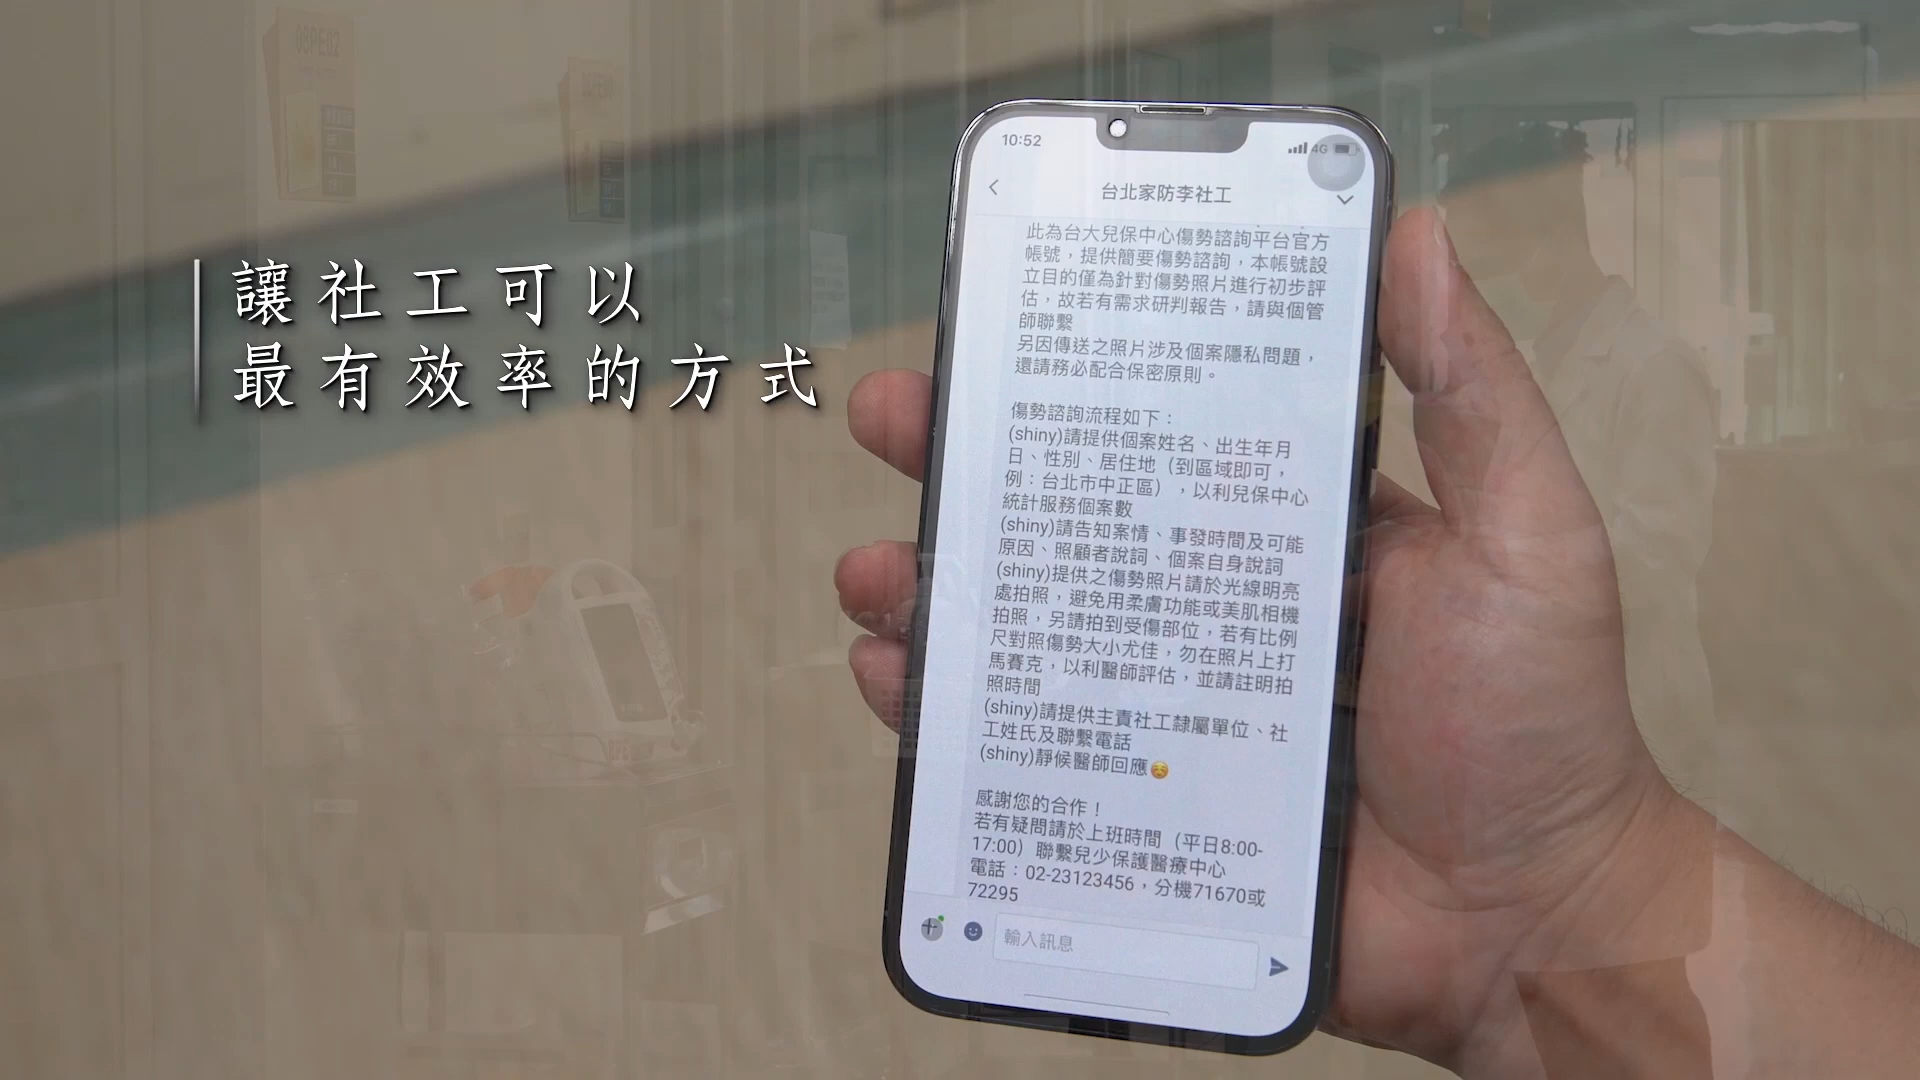 讓社工可以
最有效率的方式
10:52
4G
台北家防李社工
此為台大兒保中心傷勢諮詢平台官方
帳號，提供簡要傷勢諮詢，本帳號設
立目的僅為針對傷勢照片進行初步評
估，故若有需求研判報告，請與個管
師聯繫
另因傳送之照片涉及個案隱私問題，
還請務必配合保密原則。
傷勢諮詢流程如下：
(shiny)請提供個案姓名、出生年月
日、性別、居住地（到區域即可，
例：台北市中正區），以利兒保中心
統計服務個案數
(shiny)請告知案情、事發時間及可能
原因、照顧者說詞、個案自身說詞
(shiny)提供之傷勢照片請於光線明亮
處拍照，避免用柔膚功能或美肌相機
拍照，另請拍到受傷部位，若有比例
尺對照傷勢大小尤佳，勿在照片上打
馬賽克，以利醫師評估，並請註明拍
照時間
(shiny)請提供主責社工隸屬單位、社
工姓氏及聯繫電話
(shiny)靜候醫師回應☺️
感謝您的合作！
若有疑問請於上班時間（平日8:00-
17:00）聯繫兒少保護醫療中心
電話：02-23123456，分機71670或
72295
輸入訊息